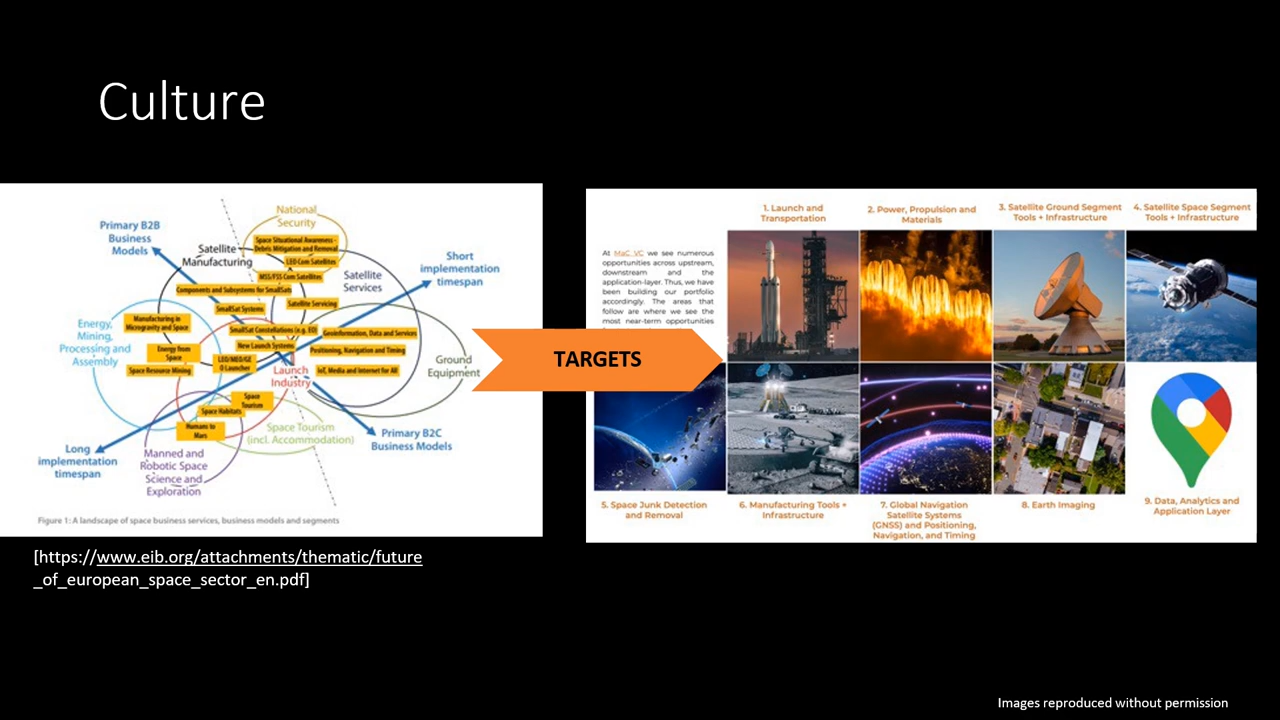 Culture
National
Security
Primary B2B
Business
Models
Satellite
Manufacturing
Space Situational Awareness -
Debris Mitigation and Removal
LEO Com Satellites
MSS/FSS Com Satellites
Satellite
Services
Short
implementation
timespan
Components and Subsystems for SmallSats
SmallSat Systems
Satellite Servicing
Energy,
Mining,
Processing and
Assembly
Manufacturing in
Microgravity and Space
SmallSat Constellations (e.g. EO)
Geoinformation, Data and Services
New Launch Systems
Positioning, Navigation and Timing
Energy from
Space
LEO/MEO/GE
O Launcher
Space Resource Mining
IoT, Media and Internet for All
Launch
Industry
Ground
Equipment
Space
Tourism
Space Habitats
Humans to
Mars
Space Tourism
(incl. Accommodation)
Primary B2C
Business Models
Long
implementation
timespan
Manned and
Robotic Space
Science and
Exploration
Figure 1: A landscape of space business services, business models and segments
[https://www.eib.org/attachments/thematic/future
_of_european_space_sector_en.pdf]
TARGETS
At MaC VC we see numerous
opportunities across upstream,
downstream and the
application-layer. Thus, we have
been building our portfolio
accordingly. The areas that
follow are where we see the
most near-term opportunities
1. Launch and
Transportation
2. Power, Propulsion and
Materials
3. Satellite Ground Segment
Tools + Infrastructure
4. Satellite Space Segment
Tools + Infrastructure
5. Space Junk Detection
and Removal
6. Manufacturing Tools +
Infrastructure
7. Global Navigation
Satellite Systems
(GNSS) and Positioning,
Navigation, and Timing
8. Earth Imaging
9. Data, Analytics and
Application Layer
Images reproduced without permission